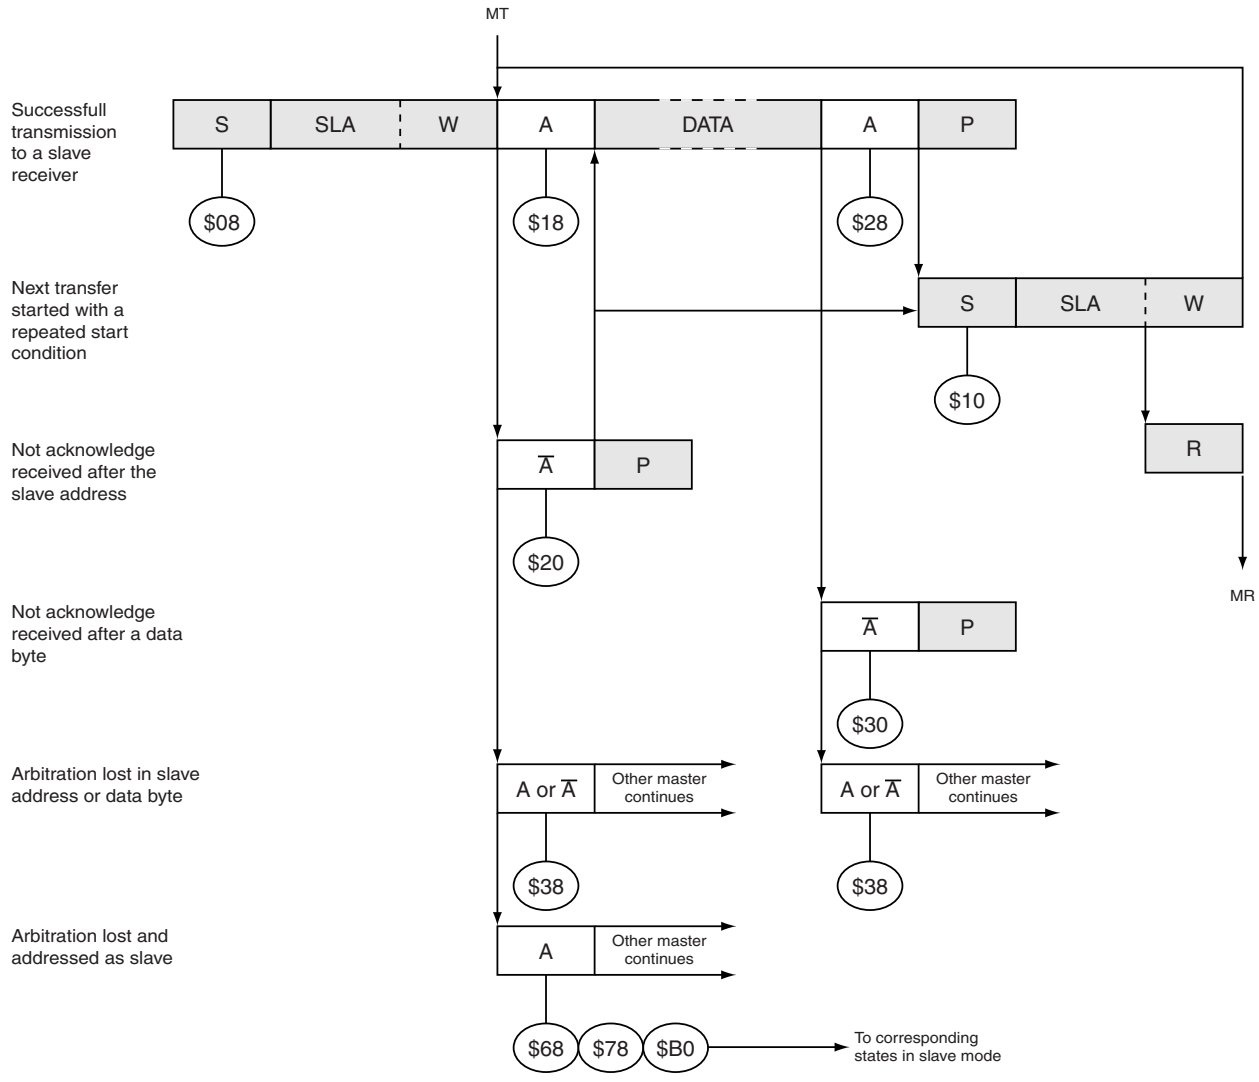 MT
Successfull
transmission
to a slave
receiver
S SLA W A DATA A P
$08 $18 $28
Next transfer
started with a
repeated start
condition
S SLA W
$10
Not acknowledge
received after the
slave address
A̅ P
R
$20
MR
Not acknowledge
received after a data
byte
A̅ P
$30
Arbitration lost in slave
address or data byte
A or A̅
Other master
continues
A or A̅
Other master
continues
$38 $38
Arbitration lost and
addressed as slave
A
Other master
continues
$68 $78 $B0
To corresponding
states in slave mode